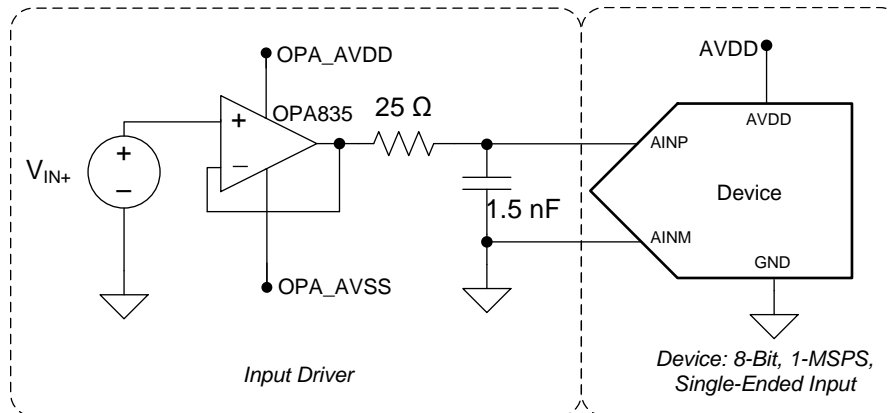 OPA_AVDD
AVDD
OPA835
25 Ω
+
AVDD
AINP
+
−
VIN+
−
Device
1.5 nF
AINM
GND
OPA_AVSS
Input Driver
Device: 8-Bit, 1-MSPS,
Single-Ended Input